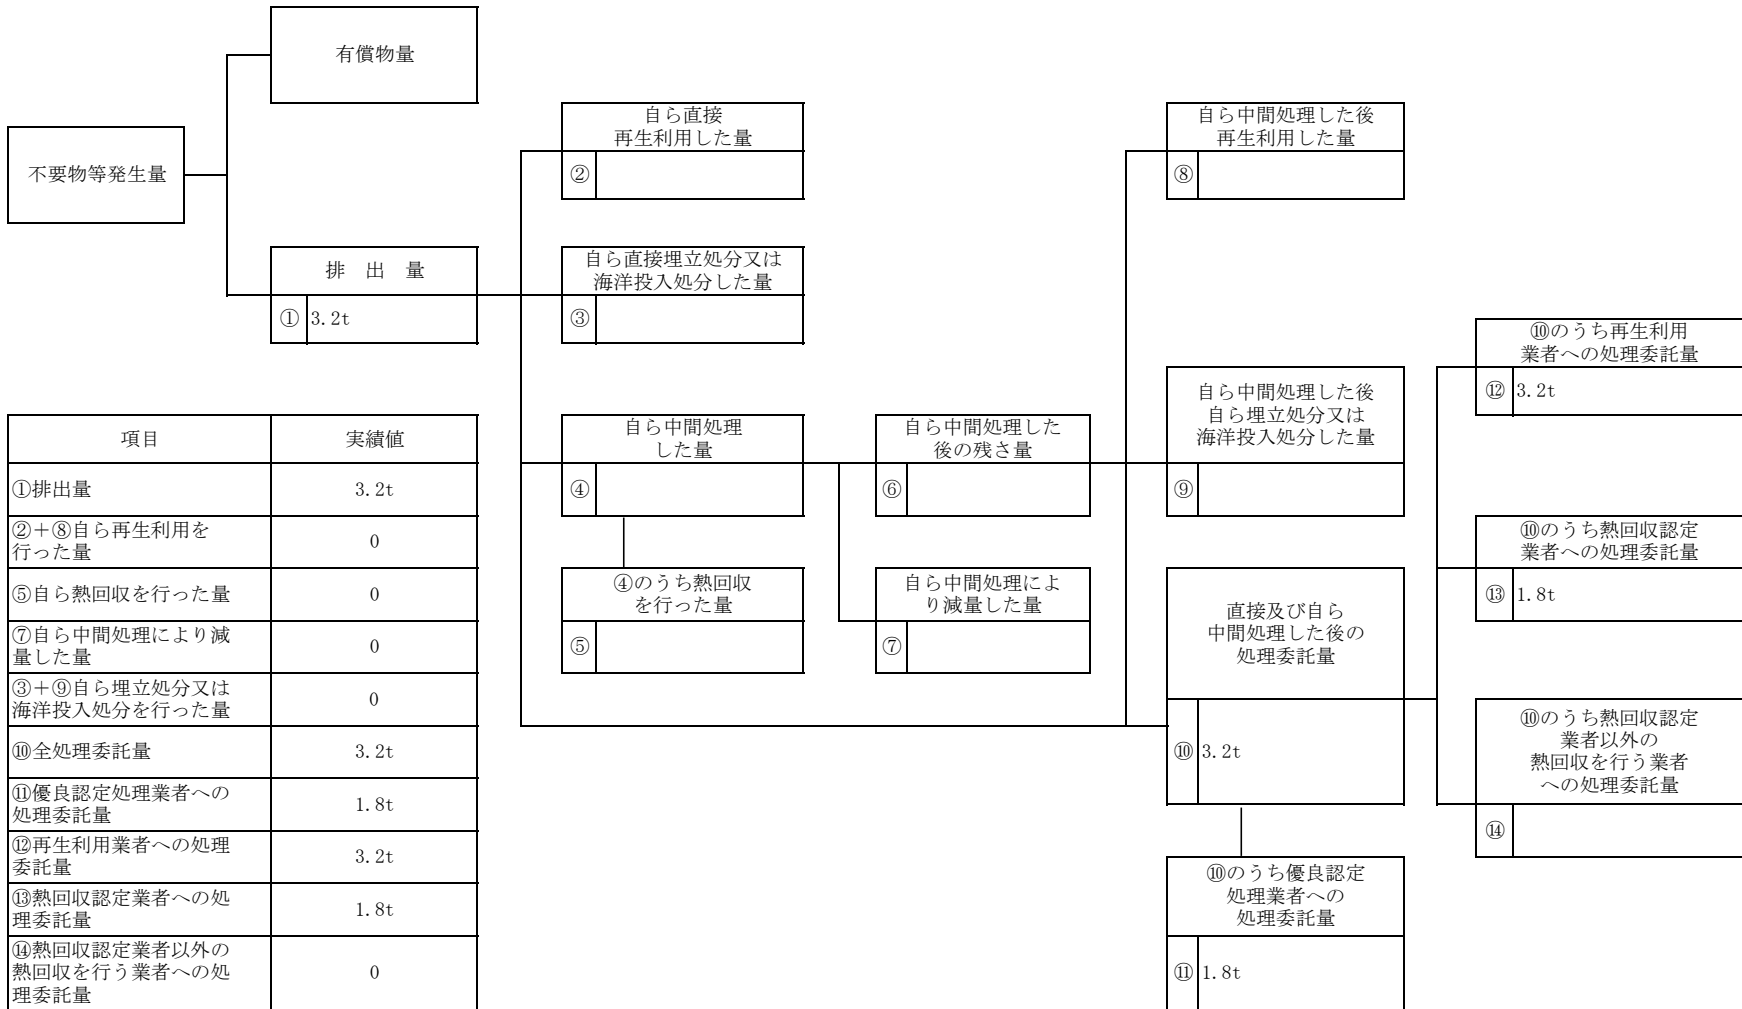 有償物量
不要物等発生量
排　出　量
① 3.2t
自ら直接
再生利用した量
②
自ら直接埋立処分又は
海洋投入処分した量
③
自ら中間処理
した量
④
④のうち熱回収
を行った量
⑤
自ら中間処理した
後の残さ量
⑥
自ら中間処理によ
り減量した量
⑦
自ら中間処理した後
再生利用した量
⑧
自ら中間処理した後
自ら埋立処分又は
海洋投入処分した量
⑨
直接及び自ら
中間処理した後の
処理委託量
⑩ 3.2t
⑩のうち優良認定
処理業者への
処理委託量
⑪ 1.8t
⑩のうち再生利用
業者への処理委託量
⑫ 3.2t
⑩のうち熱回収認定
業者への処理委託量
⑬ 1.8t
⑩のうち熱回収認定
業者以外の
熱回収を行う業者
への処理委託量
⑭
項目 実績値
①排出量 3.2t
②＋⑧自ら再生利用を
行った量 0
⑤自ら熱回収を行った量 0
⑦自ら中間処理により減
量した量 0
③＋⑨自ら埋立処分又は
海洋投入処分を行った量 0
⑩全処理委託量 3.2t
⑪優良認定処理業者への
処理委託量 1.8t
⑫再生利用業者への処理
委託量 3.2t
⑬熱回収認定業者への処
理委託量 1.8t
⑭熱回収認定業者以外の
熱回収を行う業者への処
理委託量 0